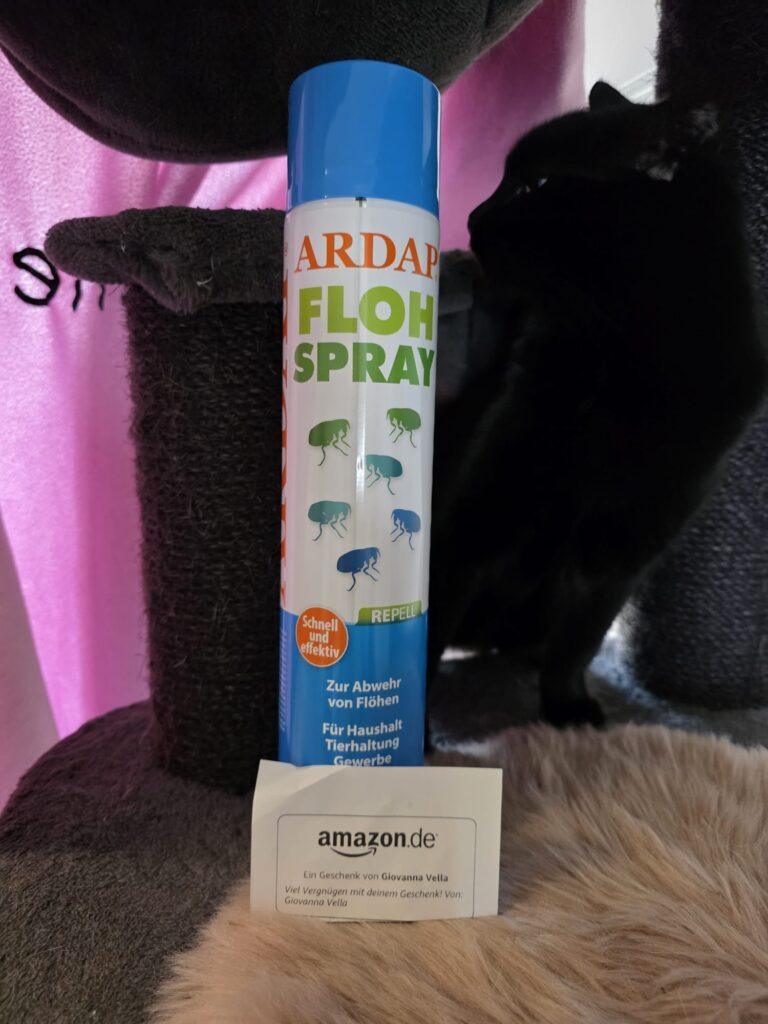 ARDAP
FLOH
SPRAY
REPELL
Schnell
und
effektiv
Zur Abwehr
von Flöhen
Für Haushalt
Tierhaltung
Gewerbe
amazon.de
Ein Geschenk von Giovanna Vella
Viel Vergnügen mit deinem Geschenk! Von:
Giovanna Vella